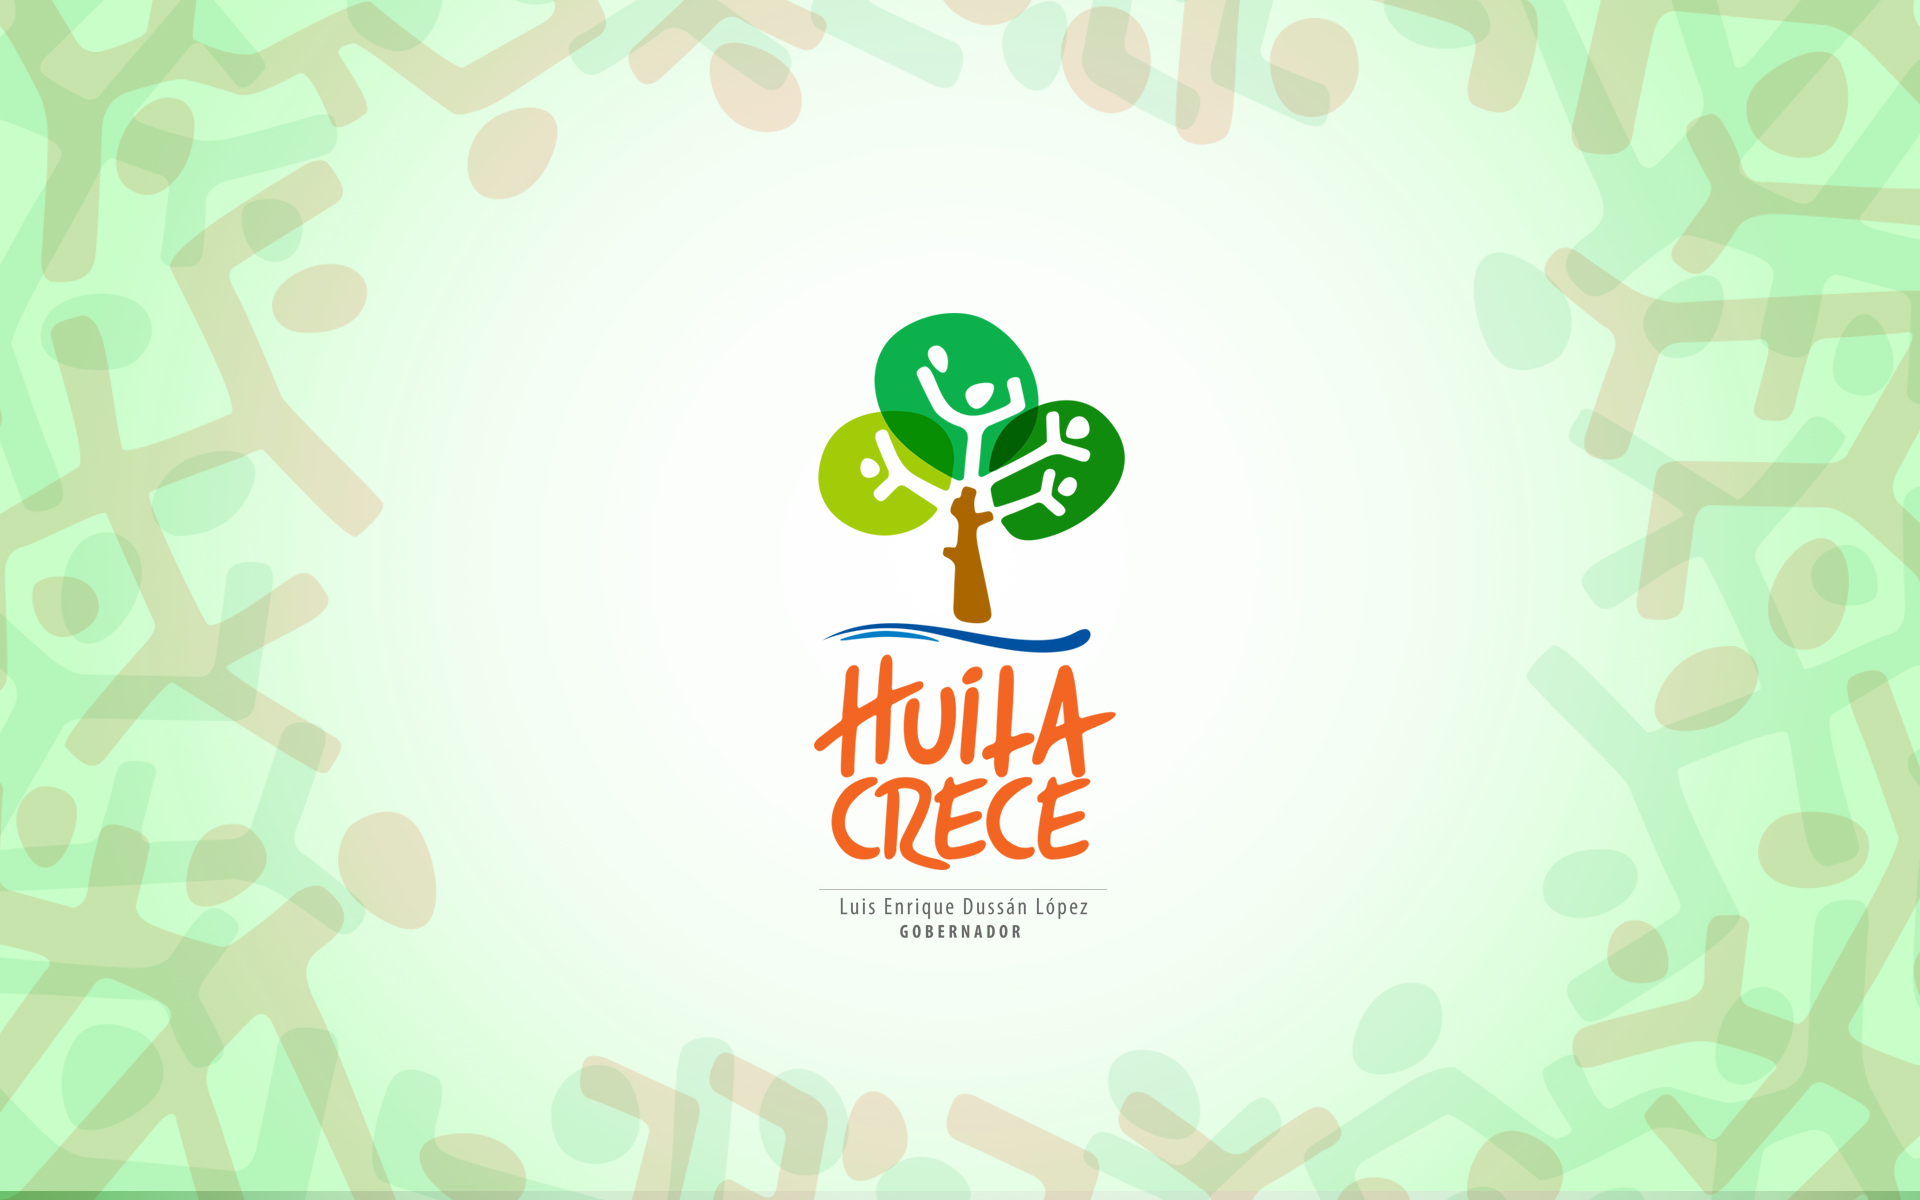 HUiLA
CRECE
Luis Enrique Dussán López
GOBERNADOR